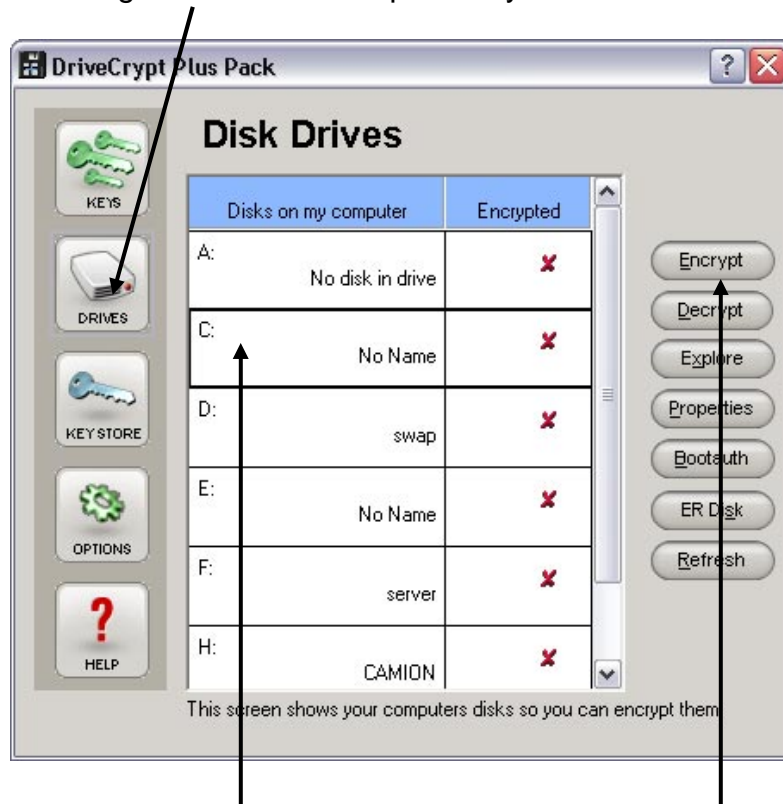 DriveCrypt Plus Pack
Disk Drives
KEYS
DRIVES
KEYSTORE
OPTIONS
HELP
Disks on my computer Encrypted
A:
No disk in drive
C:
No Name
D:
swap
E:
No Name
F:
server
H:
CAMION
Encrypt
Decrypt
Explore
Properties
Bootauth
ER Disk
Refresh
This screen shows your computers disks so you can encrypt them